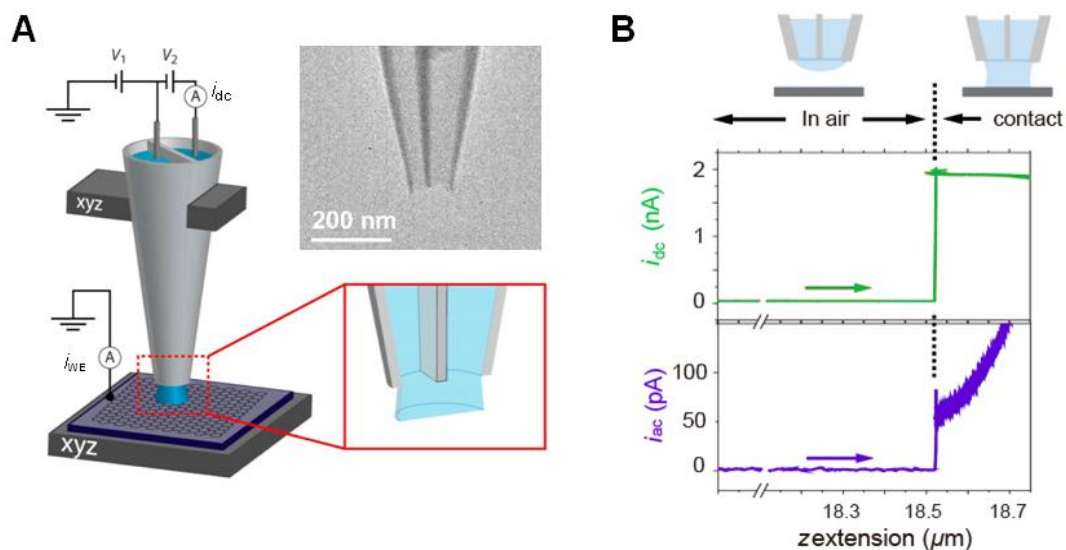 A
V1
V2
A
idc
xyz
200 nm
A
iWE
xyz
B
In air
contact
2
1
0
idc (nA)
100
50
0
iac (pA)
18.3
18.5
18.7
zextension (µm)